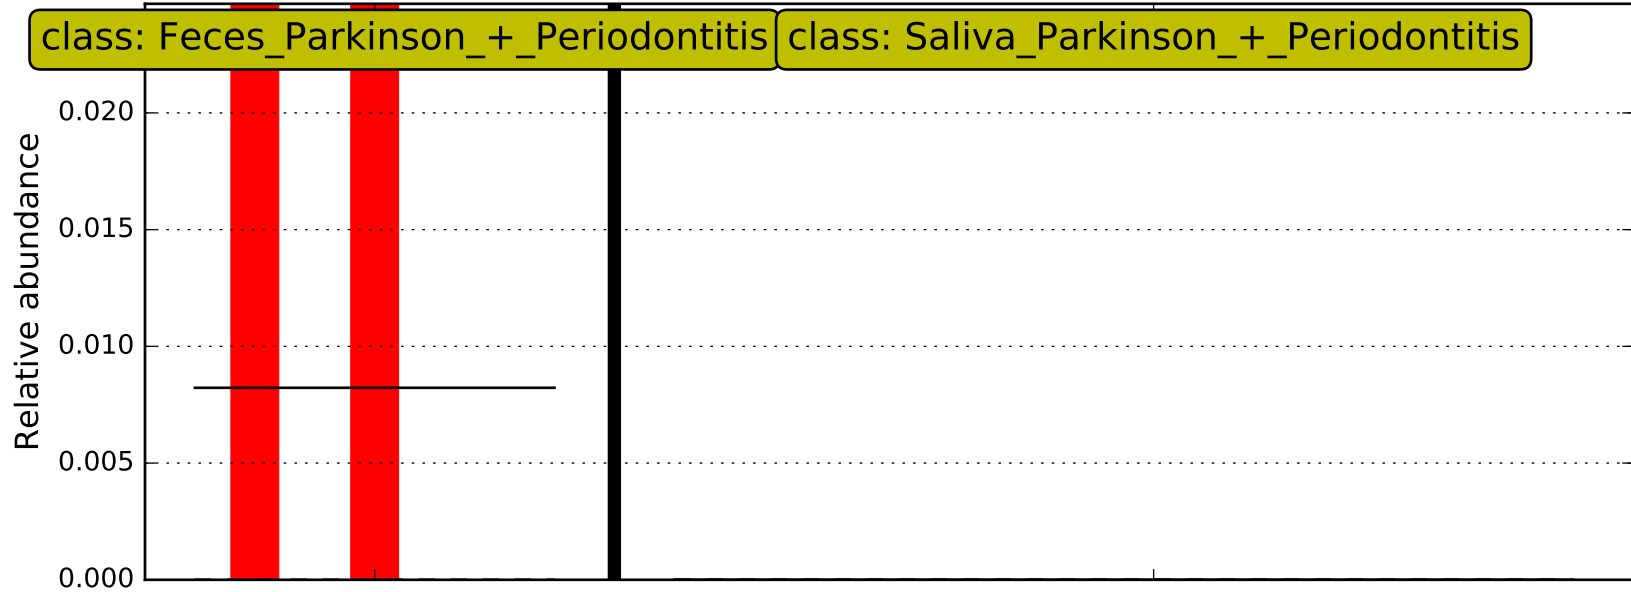 class: Feces_Parkinson_+_Periodontitis
class: Saliva_Parkinson_+_Periodontitis
Relative abundance
0.020
0.015
0.010
0.005
0.000